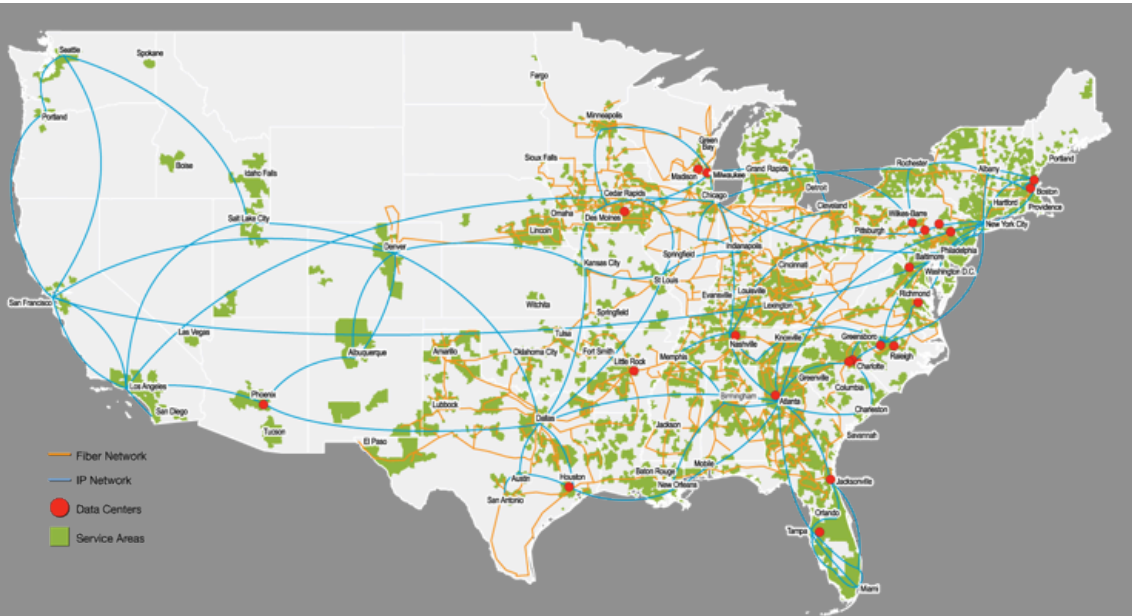 Seattle
Spokane
Portland
Boise
Idaho Falls
Salt Lake City
San Francisco
Las Vegas
Los Angeles
San Diego
Phoenix
Tucson
Albuquerque
Denver
El Paso
Amarillo
Lubbock
Fargo
Minneapolis
Sioux Falls
Green
Bay
Madison
Milwaukee
Grand Rapids
Detroit
Cedar Rapids
Omaha
Des Moines
Lincoln
Chicago
Cleveland
Rochester
Albany
Portland
Boston
Hartford
Providence
Wilkes-Barre
New York City
Pittsburgh
Philadelphia
Baltimore
Washington D.C.
Indianapolis
Springfield
Kansas City
Cincinnati
St Louis
Evansville
Louisville
Lexington
Richmond
Wichita
Springfield
Tulsa
Nashville
Knoxville
Greensboro
Raleigh
Oklahoma City
Fort Smith
Little Rock
Memphis
Charlotte
Greenville
Columbia
Birmingham
Atlanta
Charleston
Dallas
Jackson
Savannah
Austin
Houston
San Antonio
Baton Rouge
Mobile
New Orleans
Jacksonville
Orlando
Tampa
Miami
Fiber Network
IP Network
Data Centers
Service Areas